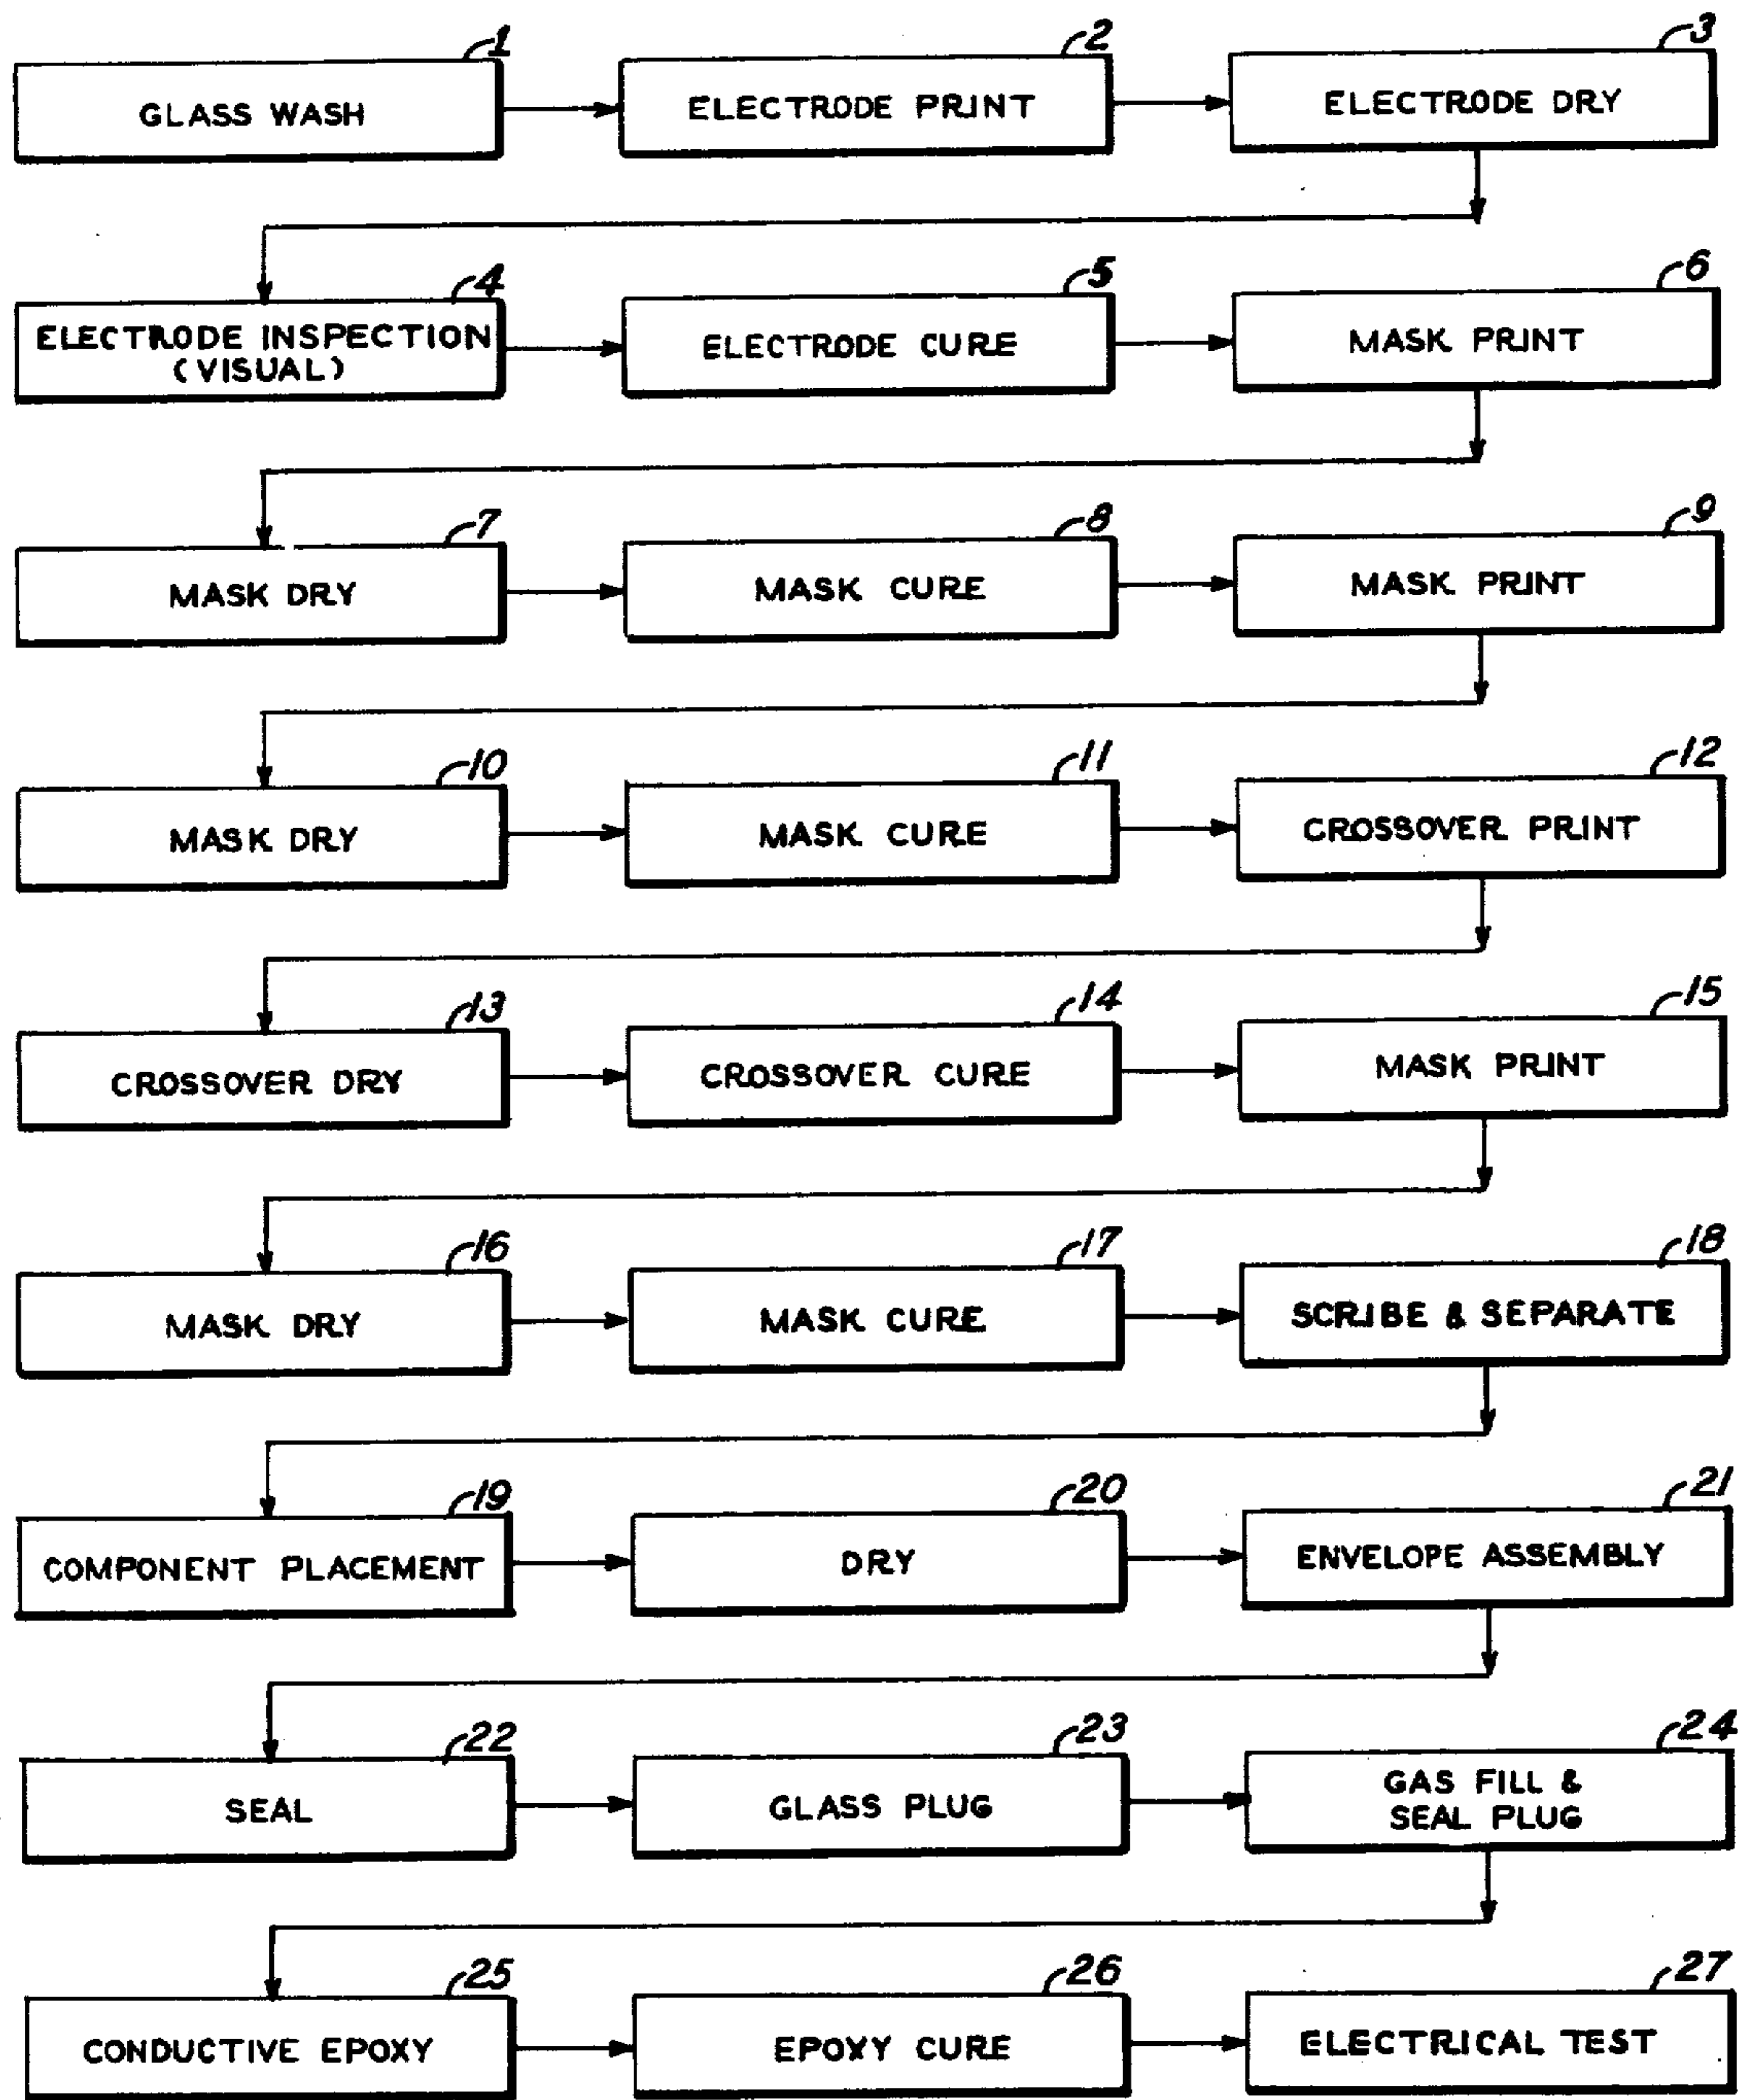 1
GLASS WASH
2
ELECTRODE PRINT
3
ELECTRODE DRY
4
ELECTRODE INSPECTION
(VISUAL)
5
ELECTRODE CURE
6
MASK PRINT
7
MASK DRY
8
MASK CURE
9
MASK PRINT
10
MASK DRY
11
MASK CURE
12
CROSSOVER PRINT
13
CROSSOVER DRY
14
CROSSOVER CURE
15
MASK PRINT
16
MASK DRY
17
MASK CURE
18
SCRIBE & SEPARATE
19
COMPONENT PLACEMENT
20
DRY
21
ENVELOPE ASSEMBLY
22
SEAL
23
GLASS PLUG
24
GAS FILL &
SEAL PLUG
25
CONDUCTIVE EPOXY
26
EPOXY CURE
27
ELECTRICAL TEST